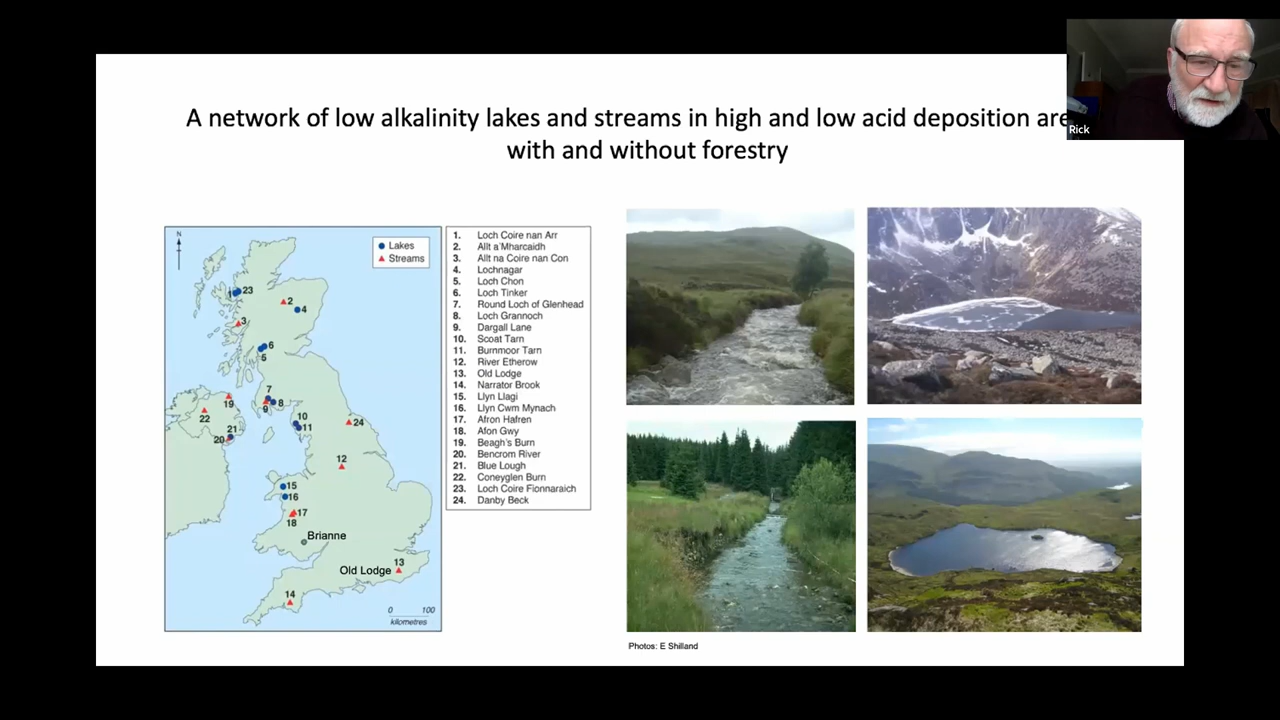 A network of low alkalinity lakes and streams in high and low acid deposition are
with and without forestry
Rick
N
Lakes
Streams
1
23
2
4
3
6
5
7
8
9
19
22
21
20
10
11
24
12
15
16
17
18
Brianne
13
Old Lodge
14
0 100
kilometres
1. Loch Coire nan Arr
2. Allt a'Mharcaidh
3. Allt na Coire nan Con
4. Lochnagar
5. Loch Chon
6. Loch Tinker
7. Round Loch of Glenhead
8. Loch Grannoch
9. Dargall Lane
10. Scoat Tarn
11. Burnmoor Tarn
12. River Etherow
13. Old Lodge
14. Narrator Brook
15. Llyn Llagi
16. Llyn Cwm Mynach
17. Afron Hafren
18. Afon Gwy
19. Beagh's Burn
20. Bencrom River
21. Blue Lough
22. Coneyglen Burn
23. Loch Coire Fionnaraich
24. Danby Beck
Photos: E Shilland